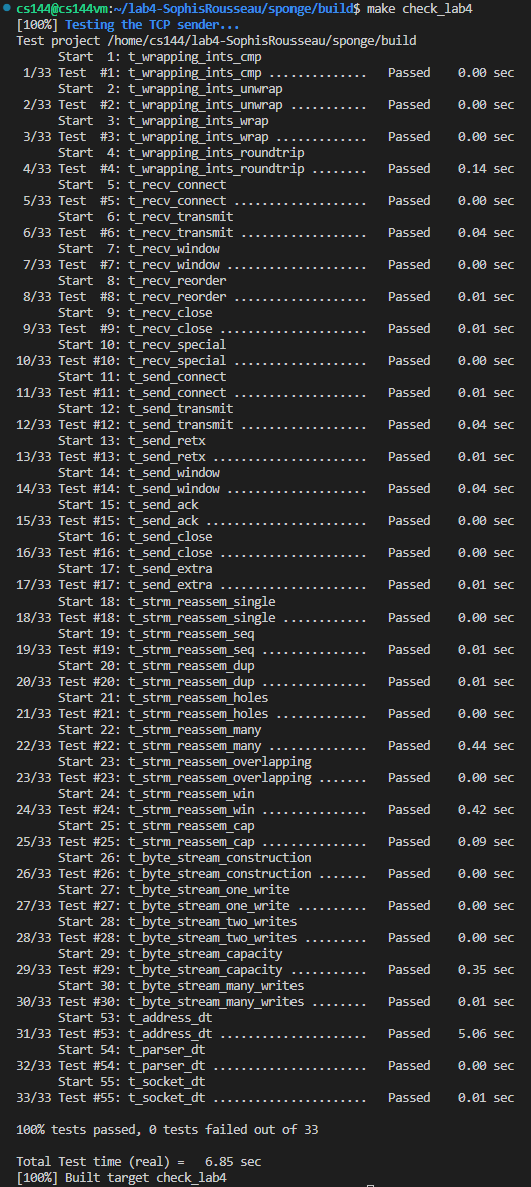 cs144@cs144vm:~/lab4-SophisRousseau/sponge/build$ make check_lab4
[100%] Testing the TCP sender...
Test project /home/cs144/lab4-SophisRousseau/sponge/build
      Start  1: t_wrapping_ints_cmp
 1/33 Test  #1: t_wrapping_ints_cmp ..............   Passed    0.00 sec
      Start  2: t_wrapping_ints_unwrap
 2/33 Test  #2: t_wrapping_ints_unwrap ...........   Passed    0.00 sec
      Start  3: t_wrapping_ints_wrap
 3/33 Test  #3: t_wrapping_ints_wrap .............   Passed    0.00 sec
      Start  4: t_wrapping_ints_roundtrip
 4/33 Test  #4: t_wrapping_ints_roundtrip ........   Passed    0.14 sec
      Start  5: t_recv_connect
 5/33 Test  #5: t_recv_connect ...................   Passed    0.00 sec
      Start  6: t_recv_transmit
 6/33 Test  #6: t_recv_transmit ..................   Passed    0.04 sec
      Start  7: t_recv_window
 7/33 Test  #7: t_recv_window ....................   Passed    0.00 sec
      Start  8: t_recv_reorder
 8/33 Test  #8: t_recv_reorder ...................   Passed    0.01 sec
      Start  9: t_recv_close
 9/33 Test  #9: t_recv_close .....................   Passed    0.01 sec
      Start 10: t_recv_special
10/33 Test #10: t_recv_special ...................   Passed    0.00 sec
      Start 11: t_send_connect
11/33 Test #11: t_send_connect ...................   Passed    0.01 sec
      Start 12: t_send_transmit
12/33 Test #12: t_send_transmit ..................   Passed    0.04 sec
      Start 13: t_send_retx
13/33 Test #13: t_send_retx ......................   Passed    0.01 sec
      Start 14: t_send_window
14/33 Test #14: t_send_window ....................   Passed    0.04 sec
      Start 15: t_send_ack
15/33 Test #15: t_send_ack .......................   Passed    0.00 sec
      Start 16: t_send_close
16/33 Test #16: t_send_close .....................   Passed    0.00 sec
      Start 17: t_send_extra
17/33 Test #17: t_send_extra .....................   Passed    0.01 sec
      Start 18: t_strm_reassem_single
18/33 Test #18: t_strm_reassem_single ............   Passed    0.00 sec
      Start 19: t_strm_reassem_seq
19/33 Test #19: t_strm_reassem_seq ...............   Passed    0.01 sec
      Start 20: t_strm_reassem_dup
20/33 Test #20: t_strm_reassem_dup ...............   Passed    0.01 sec
      Start 21: t_strm_reassem_holes
21/33 Test #21: t_strm_reassem_holes .............   Passed    0.00 sec
      Start 22: t_strm_reassem_many
22/33 Test #22: t_strm_reassem_many ..............   Passed    0.44 sec
      Start 23: t_strm_reassem_overlapping
23/33 Test #23: t_strm_reassem_overlapping .......   Passed    0.00 sec
      Start 24: t_strm_reassem_win
24/33 Test #24: t_strm_reassem_win ...............   Passed    0.42 sec
      Start 25: t_strm_reassem_cap
25/33 Test #25: t_strm_reassem_cap ...............   Passed    0.09 sec
      Start 26: t_byte_stream_construction
26/33 Test #26: t_byte_stream_construction .......   Passed    0.00 sec
      Start 27: t_byte_stream_one_write
27/33 Test #27: t_byte_stream_one_write ..........   Passed    0.00 sec
      Start 28: t_byte_stream_two_writes
28/33 Test #28: t_byte_stream_two_writes .........   Passed    0.00 sec
      Start 29: t_byte_stream_capacity
29/33 Test #29: t_byte_stream_capacity ...........   Passed    0.35 sec
      Start 30: t_byte_stream_many_writes
30/33 Test #30: t_byte_stream_many_writes ........   Passed    0.01 sec
      Start 53: t_address_dt
31/33 Test #53: t_address_dt .....................   Passed    5.06 sec
      Start 54: t_parser_dt
32/33 Test #54: t_parser_dt ......................   Passed    0.00 sec
      Start 55: t_socket_dt
33/33 Test #55: t_socket_dt ......................   Passed    0.01 sec

100% tests passed, 0 tests failed out of 33

Total Test time (real) =   6.85 sec
[100%] Built target check_lab4